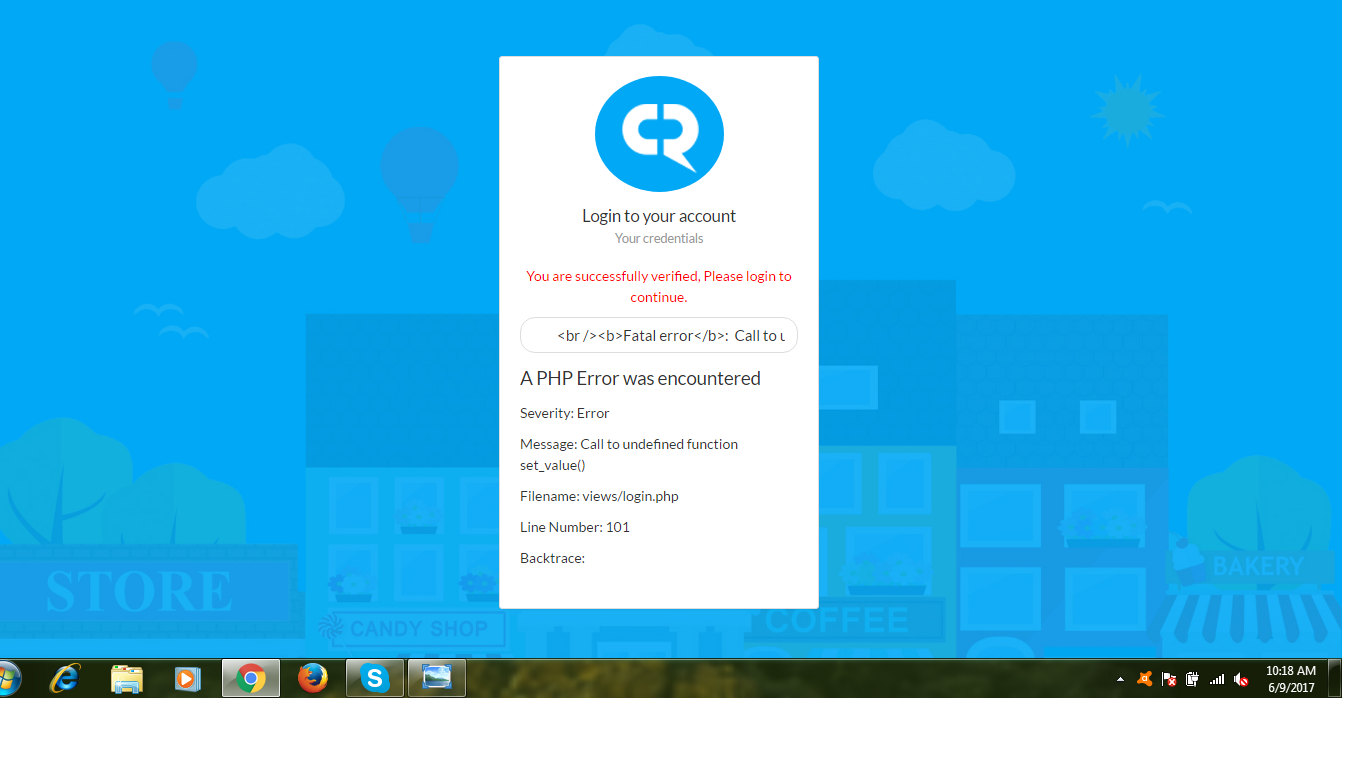 Login to your account
Your credentials
You are successfully verified, Please login to
continue.
<br /><b>Fatal error</b>: Call to u
A PHP Error was encountered
Severity: Error
Message: Call to undefined function
set_value()
Filename: views/login.php
Line Number: 101
Backtrace:
STORE
CANDY SHOP
COFFEE
BAKERY
10:18 AM
6/9/2017